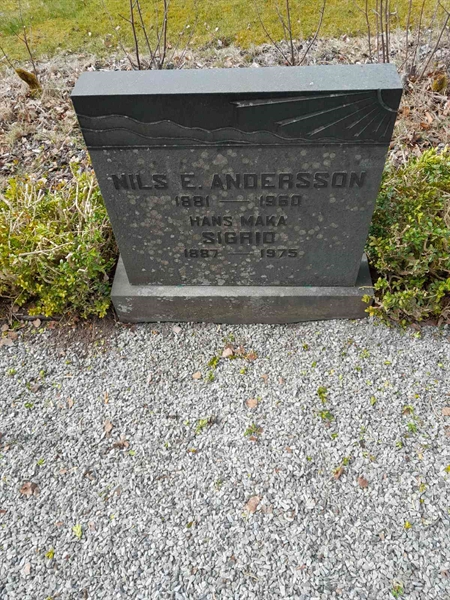 NILS E. ANDERSSON
1881 — 1960
HANS MAKA
SIGRID
1887 — 1975